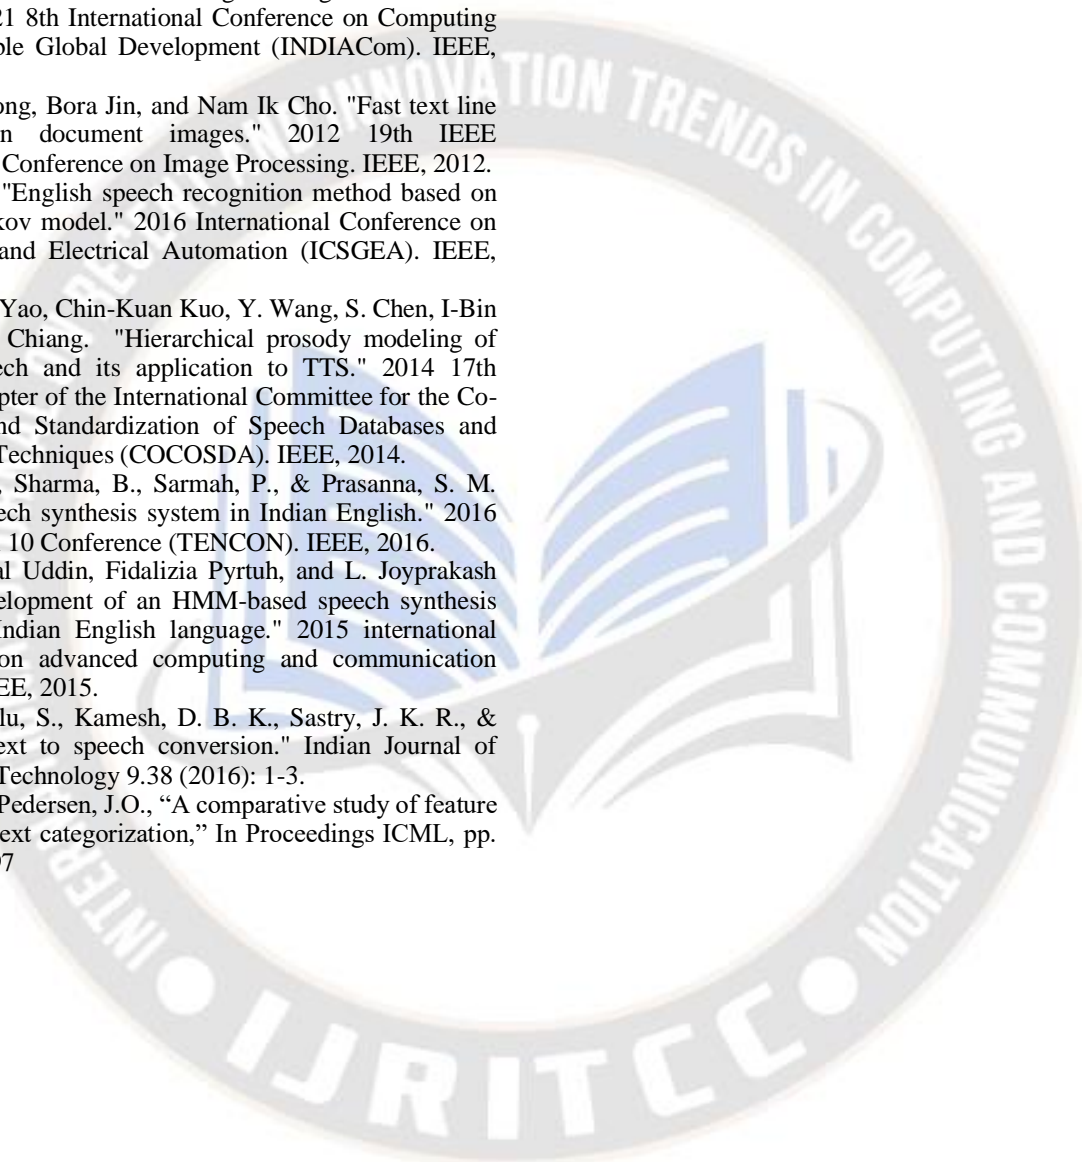 21 8th International Conference on Computing
ble Global Development (INDIACom). IEEE,
ong, Bora Jin, and Nam Ik Cho. "Fast text line
n document images." 2012 19th IEEE
Conference on Image Processing. IEEE, 2012.
"English speech recognition method based on
kov model." 2016 International Conference on
and Electrical Automation (ICSGEA). IEEE,
Yao, Chin-Kuan Kuo, Y. Wang, S. Chen, I-Bin
Chiang. "Hierarchical prosody modeling of
ech and its application to TTS." 2014 17th
pter of the International Committee for the Co-
nd Standardization of Speech Databases and
Techniques (COCOSDA). IEEE, 2014.
, Sharma, B., Sarmah, P., & Prasanna, S. M.
ech synthesis system in Indian English." 2016
10 Conference (TENCON). IEEE, 2016.
al Uddin, Fidalizia Pyrtuh, and L. Joyprakash
elopment of an HMM-based speech synthesis
Indian English language." 2015 international
on advanced computing and communication
EE, 2015.
lu, S., Kamesh, D. B. K., Sastry, J. K. R., &
ext to speech conversion." Indian Journal of
Technology 9.38 (2016): 1-3.
Pedersen, J.O., “A comparative study of feature
ext categorization,” In Proceedings ICML, pp.
97
INNOVATION TRENDS IN COMPUTING AND COMMUNICATION
IJRITCC